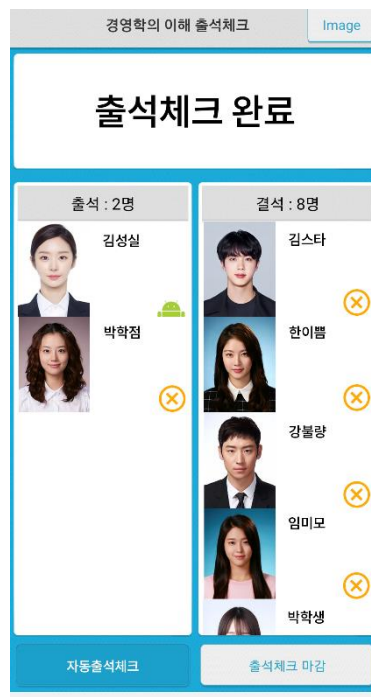 경영학의 이해 출석체크
Image
출석체크 완료
출석 : 2명
김성실
박학점
결석 : 8명
김스타
한이쁨
강불량
임미모
박학생
자동출석체크
출석체크 마감